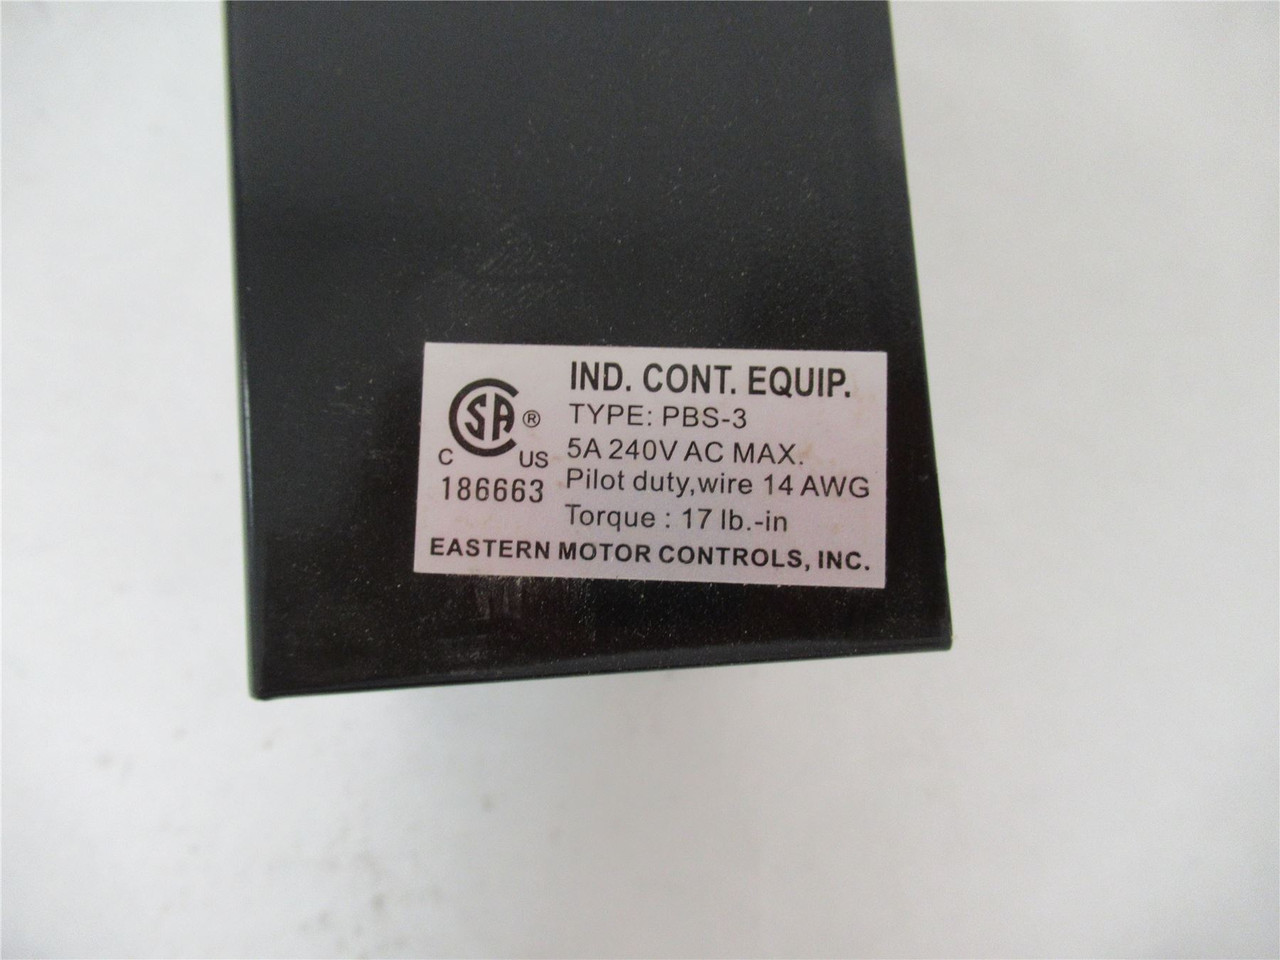 IND. CONT. EQUIP.
SA ®
C US
186663
TYPE: PBS-3
5A 240V AC MAX.
Pilot duty,wire 14 AWG
Torque : 17 lb.-in
EASTERN MOTOR CONTROLS, INC.